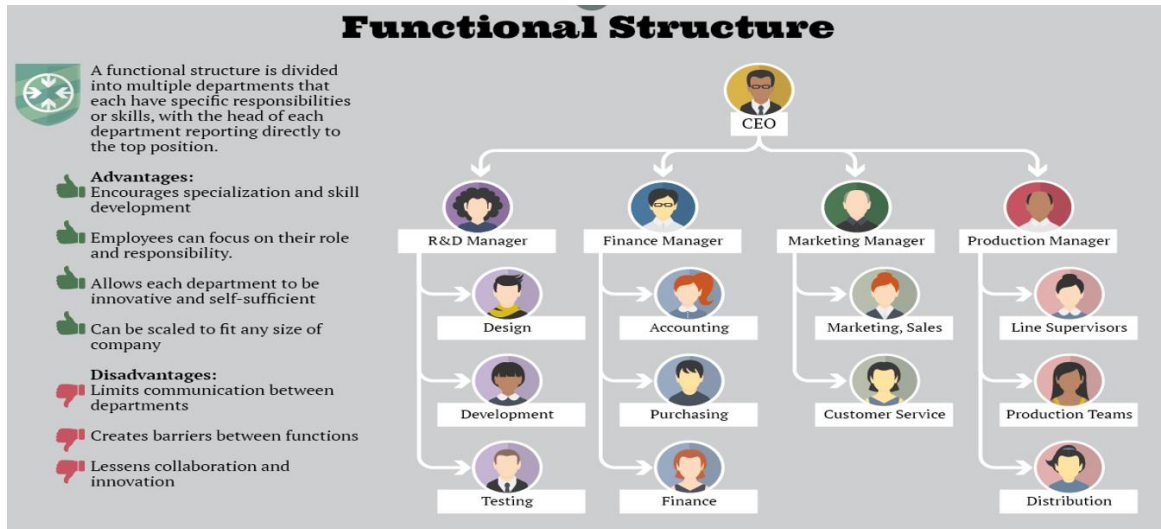 Functional Structure
A functional structure is divided
into multiple departments that
each have specific responsibilities
or skills, with the head of each
department reporting directly to
the top position.
Advantages:
Encourages specialization and skill
development
Employees can focus on their role
and responsibility.
Allows each department to be
innovative and self-sufficient
Can be scaled to fit any size of
company
Disadvantages:
Limits communication between
departments
Creates barriers between functions
Lessens collaboration and
innovation
CEO
R&D Manager
Finance Manager
Marketing Manager
Production Manager
Design
Accounting
Marketing, Sales
Line Supervisors
Development
Purchasing
Customer Service
Production Teams
Testing
Finance
Distribution